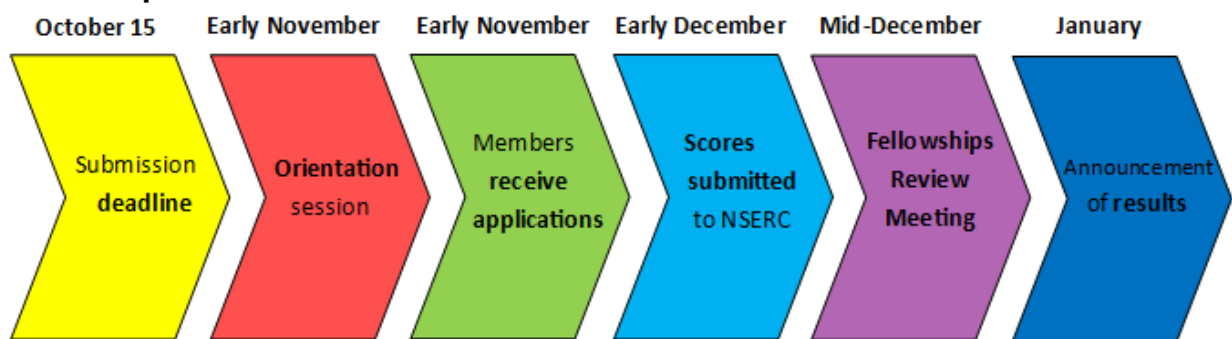 October 15
Early November
Early November
Early December
Mid-December
January
Submission
deadline
Orientation
session
Members
receive
applications
Scores
submitted
to NSERC
Fellowships
Review
Meeting
Announcement
of results